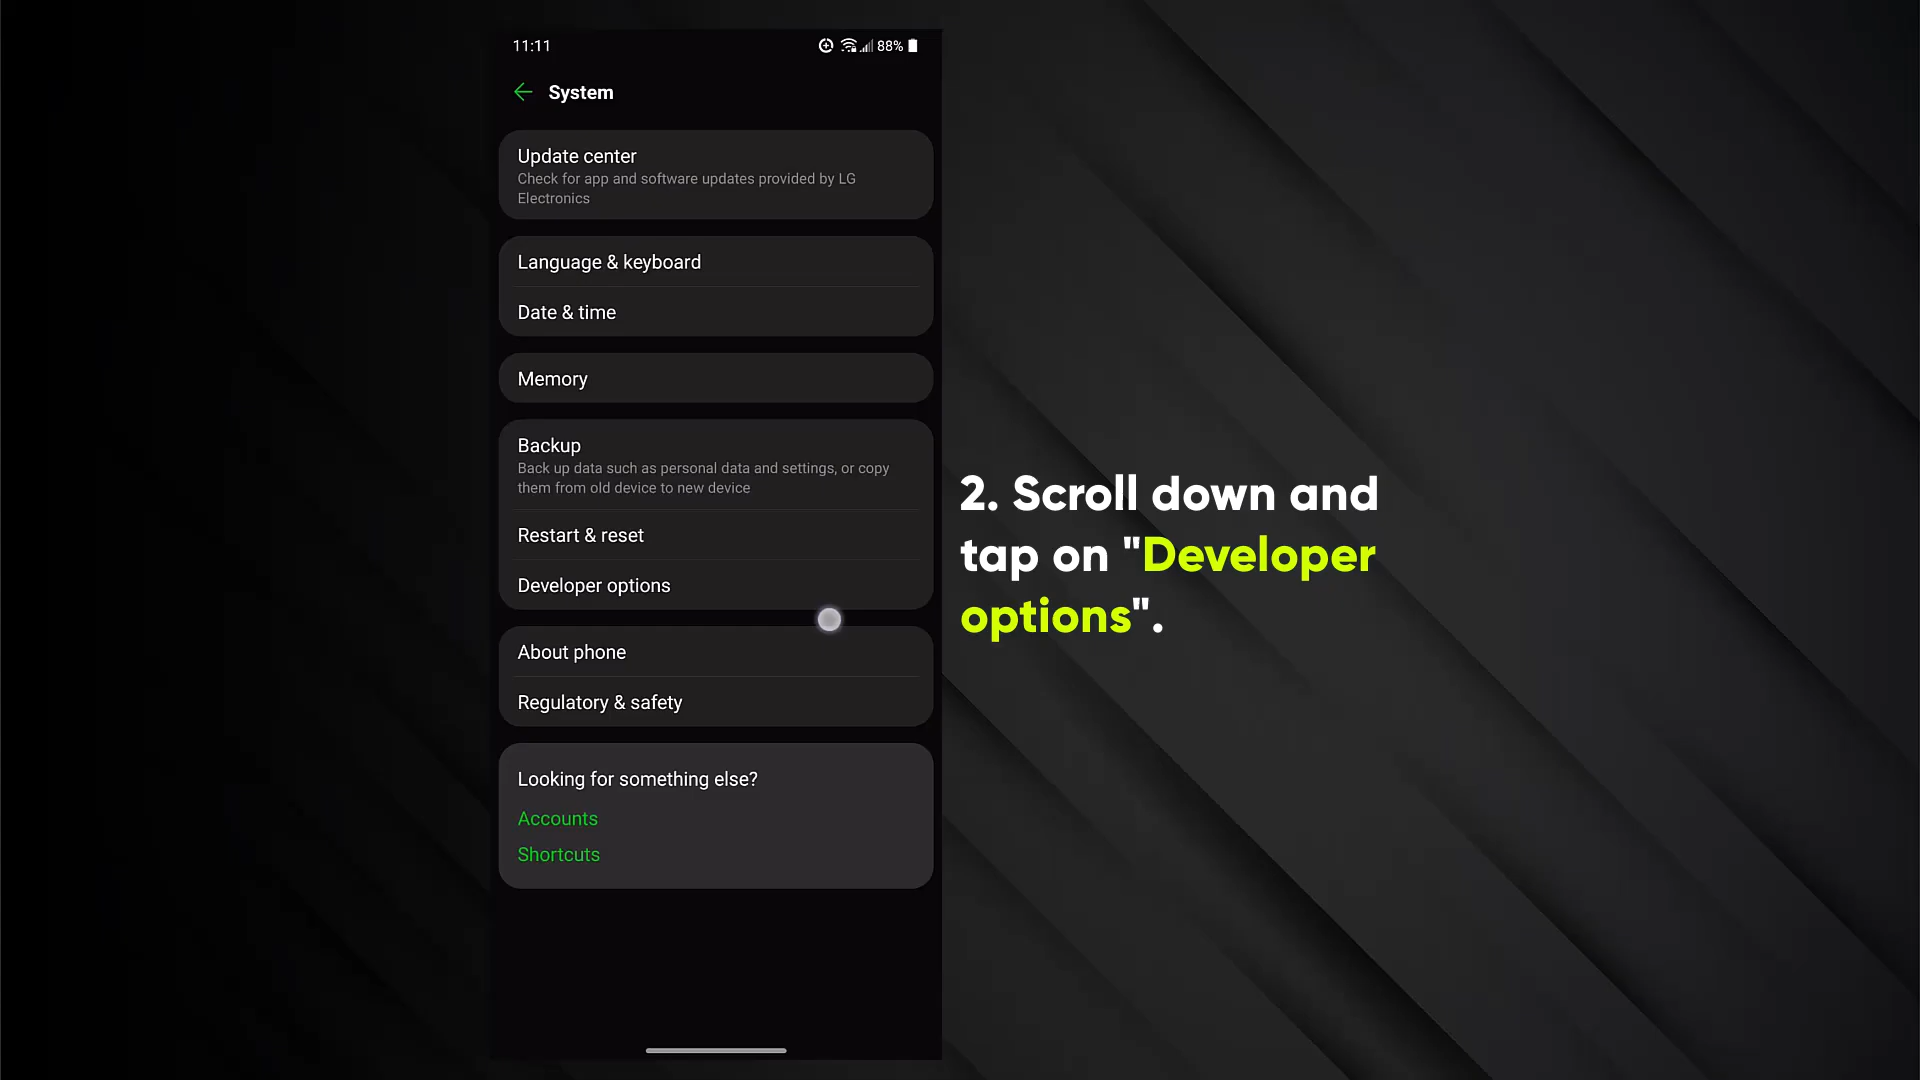 11:11
88%
System
Update center
Check for app and software updates provided by LG
Electronics
Language & keyboard
Date & time
Memory
Backup
Back up data such as personal data and settings, or copy
them from old device to new device
Restart & reset
Developer options
About phone
Regulatory & safety
Looking for something else?
Accounts
Shortcuts
2. Scroll down and
tap on "Developer
options".